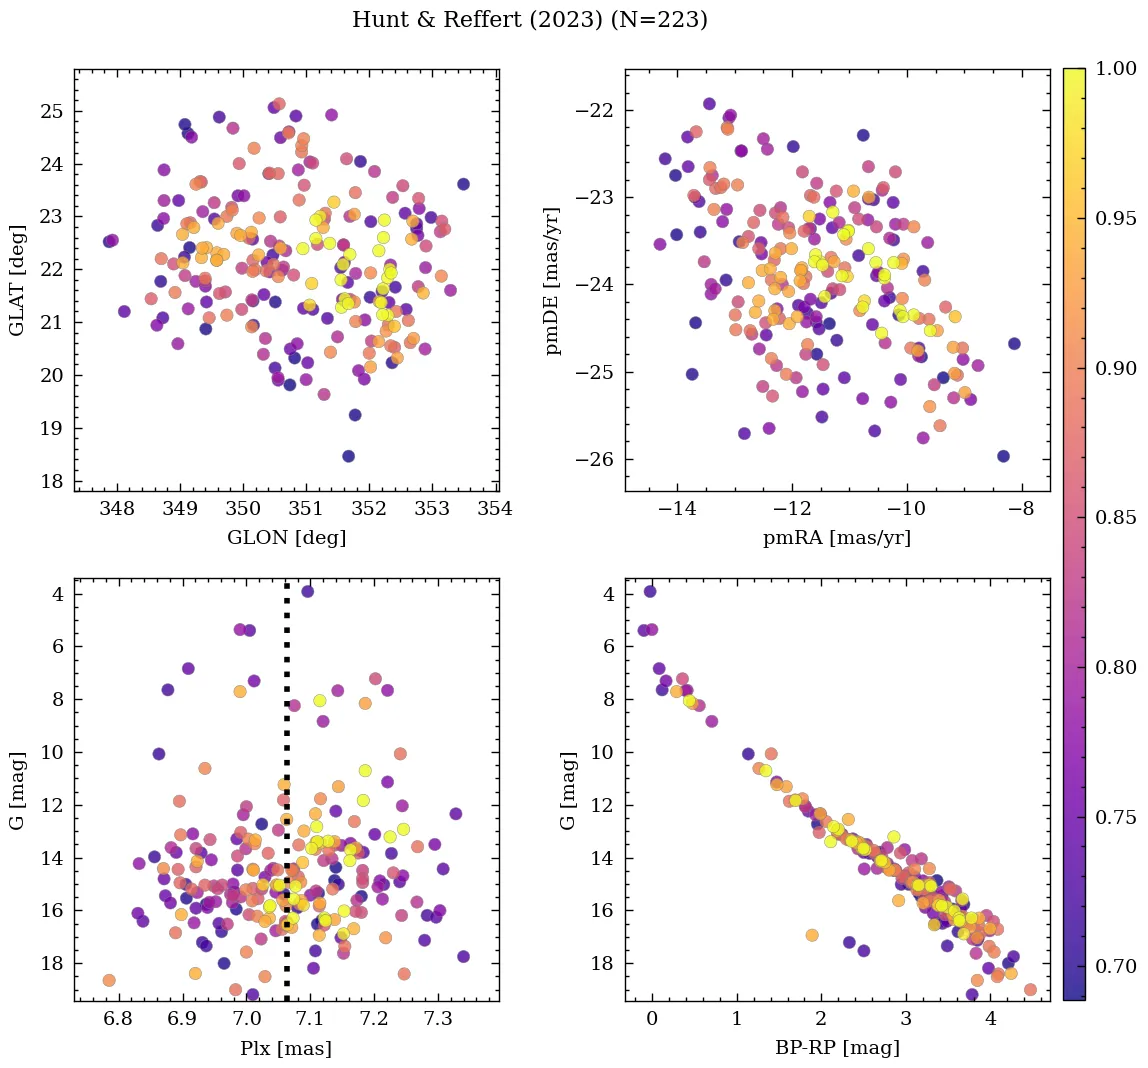 Hunt & Reffert (2023) (N=223)
25
24
23
22
21
20
19
18
GLAT [deg]
348 349 350 351 352 353 354
GLON [deg]
−22
−23
−24
−25
−26
pmDE [mas/yr]
−14 −12 −10 −8
pmRA [mas/yr]
4
6
8
10
12
14
16
18
G [mag]
6.8 6.9 7.0 7.1 7.2 7.3
Plx [mas]
4
6
8
10
12
14
16
18
G [mag]
0 1 2 3 4
BP-RP [mag]
1.00
0.95
0.90
0.85
0.80
0.75
0.70